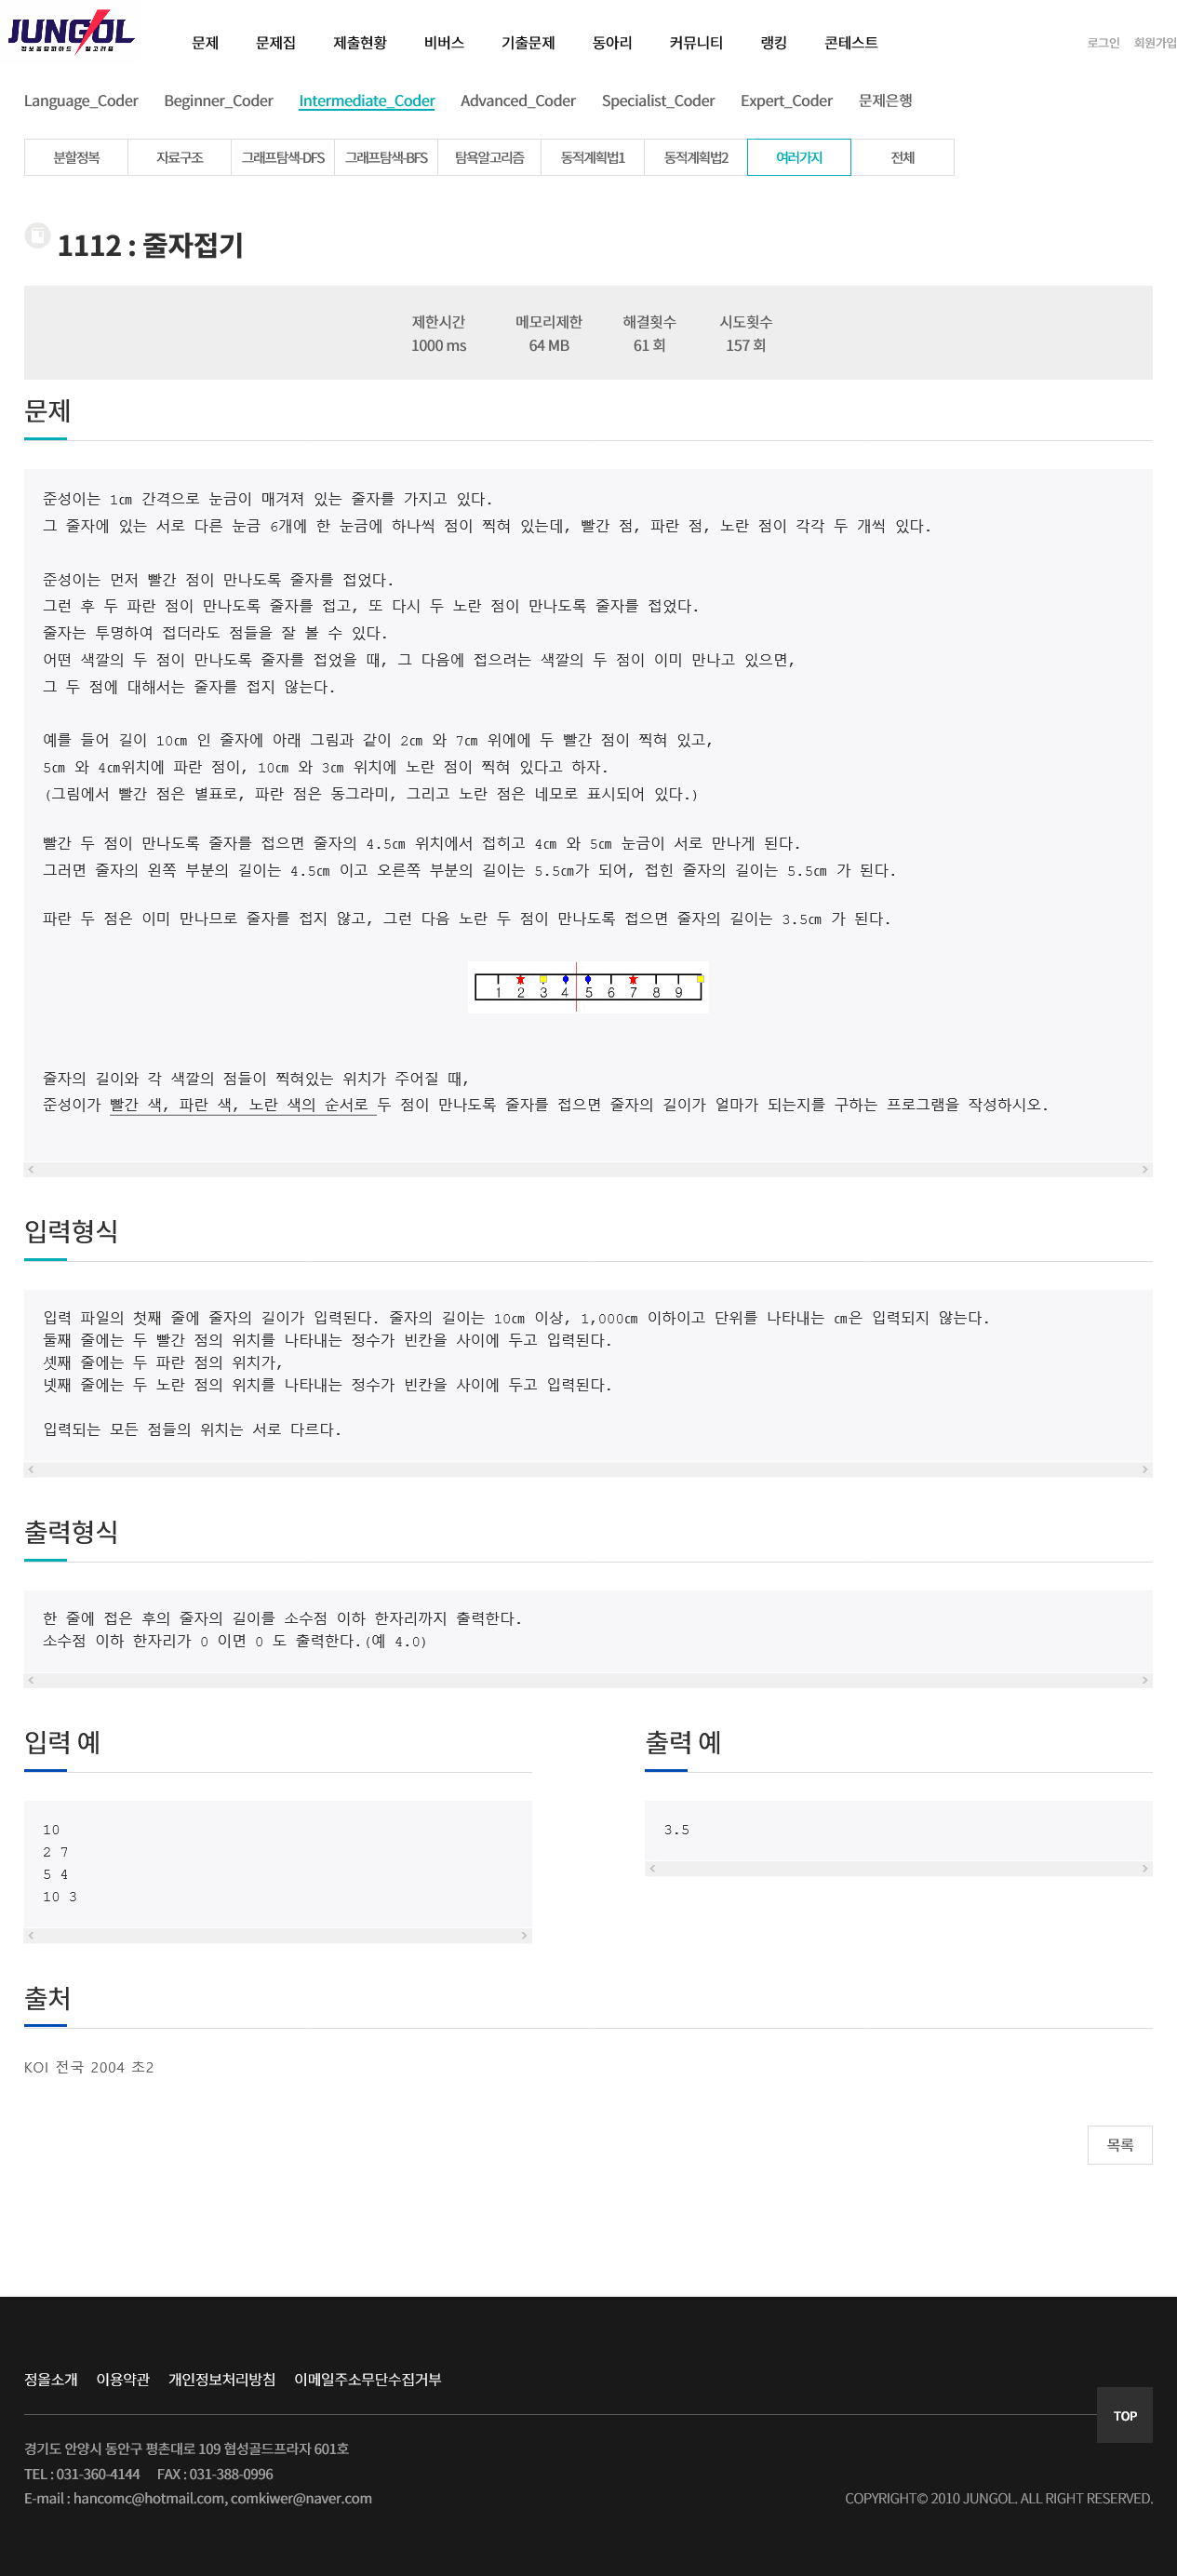 JUNGOL
정보올림피아드 알고리즘
문제 문제집 제출현황 비버스 기출문제 동아리 커뮤니티 랭킹 콘테스트 로그인 회원가입
Language_Coder Beginner_Coder Intermediate_Coder Advanced_Coder Specialist_Coder Expert_Coder 문제은행
분할정복 자료구조 그래프탐색-DFS 그래프탐색-BFS 탐욕알고리즘 동적계획법1 동적계획법2 여러가지 전체
1112 : 줄자접기
제한시간 메모리제한 해결횟수 시도횟수
1000 ms 64 MB 61 회 157 회
문제
준성이는 1㎝ 간격으로 눈금이 매겨져 있는 줄자를 가지고 있다.
그 줄자에 있는 서로 다른 눈금 6개에 한 눈금에 하나씩 점이 찍혀 있는데, 빨간 점, 파란 점, 노란 점이 각각 두 개씩 있다.
준성이는 먼저 빨간 점이 만나도록 줄자를 접었다.
그런 후 두 파란 점이 만나도록 줄자를 접고, 또 다시 두 노란 점이 만나도록 줄자를 접었다.
줄자는 투명하여 접더라도 점들을 잘 볼 수 있다.
어떤 색깔의 두 점이 만나도록 줄자를 접었을 때, 그 다음에 접으려는 색깔의 두 점이 이미 만나고 있으면,
그 두 점에 대해서는 줄자를 접지 않는다.
예를 들어 길이 10㎝ 인 줄자에 아래 그림과 같이 2㎝ 와 7㎝ 위에에 두 빨간 점이 찍혀 있고,
5㎝ 와 4㎝위치에 파란 점이, 10㎝ 와 3㎝ 위치에 노란 점이 찍혀 있다고 하자.
(그림에서 빨간 점은 별표로, 파란 점은 동그라미, 그리고 노란 점은 네모로 표시되어 있다.)
빨간 두 점이 만나도록 줄자를 접으면 줄자의 4.5㎝ 위치에서 접히고 4㎝ 와 5㎝ 눈금이 서로 만나게 된다.
그러면 줄자의 왼쪽 부분의 길이는 4.5㎝ 이고 오른쪽 부분의 길이는 5.5㎝가 되어, 접힌 줄자의 길이는 5.5㎝ 가 된다.
파란 두 점은 이미 만나므로 줄자를 접지 않고, 그런 다음 노란 두 점이 만나도록 접으면 줄자의 길이는 3.5㎝ 가 된다.
1 2 3 4 5 6 7 8 9
줄자의 길이와 각 색깔의 점들이 찍혀있는 위치가 주어질 때,
준성이가 빨간 색, 파란 색, 노란 색의 순서로 두 점이 만나도록 줄자를 접으면 줄자의 길이가 얼마가 되는지를 구하는 프로그램을 작성하시오.
입력형식
입력 파일의 첫째 줄에 줄자의 길이가 입력된다. 줄자의 길이는 10㎝ 이상, 1,000㎝ 이하이고 단위를 나타내는 ㎝은 입력되지 않는다.
둘째 줄에는 두 빨간 점의 위치를 나타내는 정수가 빈칸을 사이에 두고 입력된다.
셋째 줄에는 두 파란 점의 위치가,
넷째 줄에는 두 노란 점의 위치를 나타내는 정수가 빈칸을 사이에 두고 입력된다.
입력되는 모든 점들의 위치는 서로 다르다.
출력형식
한 줄에 접은 후의 줄자의 길이를 소수점 이하 한자리까지 출력한다.
소수점 이하 한자리가 0 이면 0 도 출력한다.(예 4.0)
입력 예
10
2 7
5 4
10 3
출력 예
3.5
출처
KOI 전국 2004 초2
목록
정올소개 이용약관 개인정보처리방침 이메일주소무단수집거부
TOP
경기도 안양시 동안구 평촌대로 109 협성골드프라자 601호
TEL : 031-360-4144 FAX : 031-388-0996
E-mail : hancomc@hotmail.com, comkiwer@naver.com COPYRIGHT© 2010 JUNGOL. ALL RIGHT RESERVED.